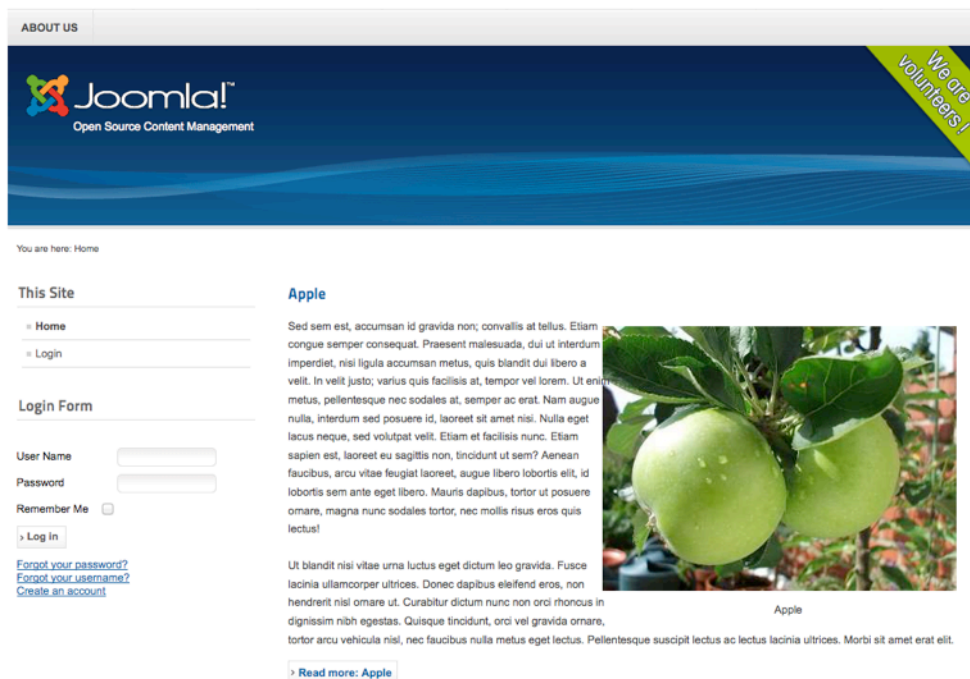 ABOUT US
Joomla!™
Open Source Content Management
We are
volunteers !
You are here: Home
This Site
Home
Login
Login Form
User Name
Password
Remember Me
› Log in
Forgot your password?
Forgot your username?
Create an account
Apple
Sed sem est, accumsan id gravida non; convallis at tellus. Etiam
congue semper consequat. Praesent malesuada, dui ut interdum
imperdiet, nisi ligula accumsan metus, quis blandit dui libero a
velit. In velit justo; varius quis facilisis at, tempor vel lorem. Ut enim
metus, pellentesque nec sodales at, semper ac erat. Nam augue
nulla, interdum sed posuere id, laoreet sit amet nisi. Nulla eget
lacus neque, sed volutpat velit. Etiam et facilisis nunc. Etiam
sapien est, laoreet eu sagittis non, tincidunt ut sem? Aenean
faucibus, arcu vitae feugiat laoreet, augue libero lobortis elit, id
lobortis sem ante eget libero. Mauris dapibus, tortor ut posuere
ornare, magna nunc sodales tortor, nec mollis risus eros quis
lectus!
Ut blandit nisi vitae urna luctus eget dictum leo gravida. Fusce
lacinia ullamcorper ultrices. Donec dapibus eleifend eros, non
hendrerit nisl ornare ut. Curabitur dictum nunc non orci rhoncus in
dignissim nibh egestas. Quisque tincidunt, orci vel gravida ornare,
tortor arcu vehicula nisl, nec faucibus nulla metus eget lectus. Pellentesque suscipit lectus ac lectus lacinia ultrices. Morbi sit amet erat elit.
Apple
› Read more: Apple